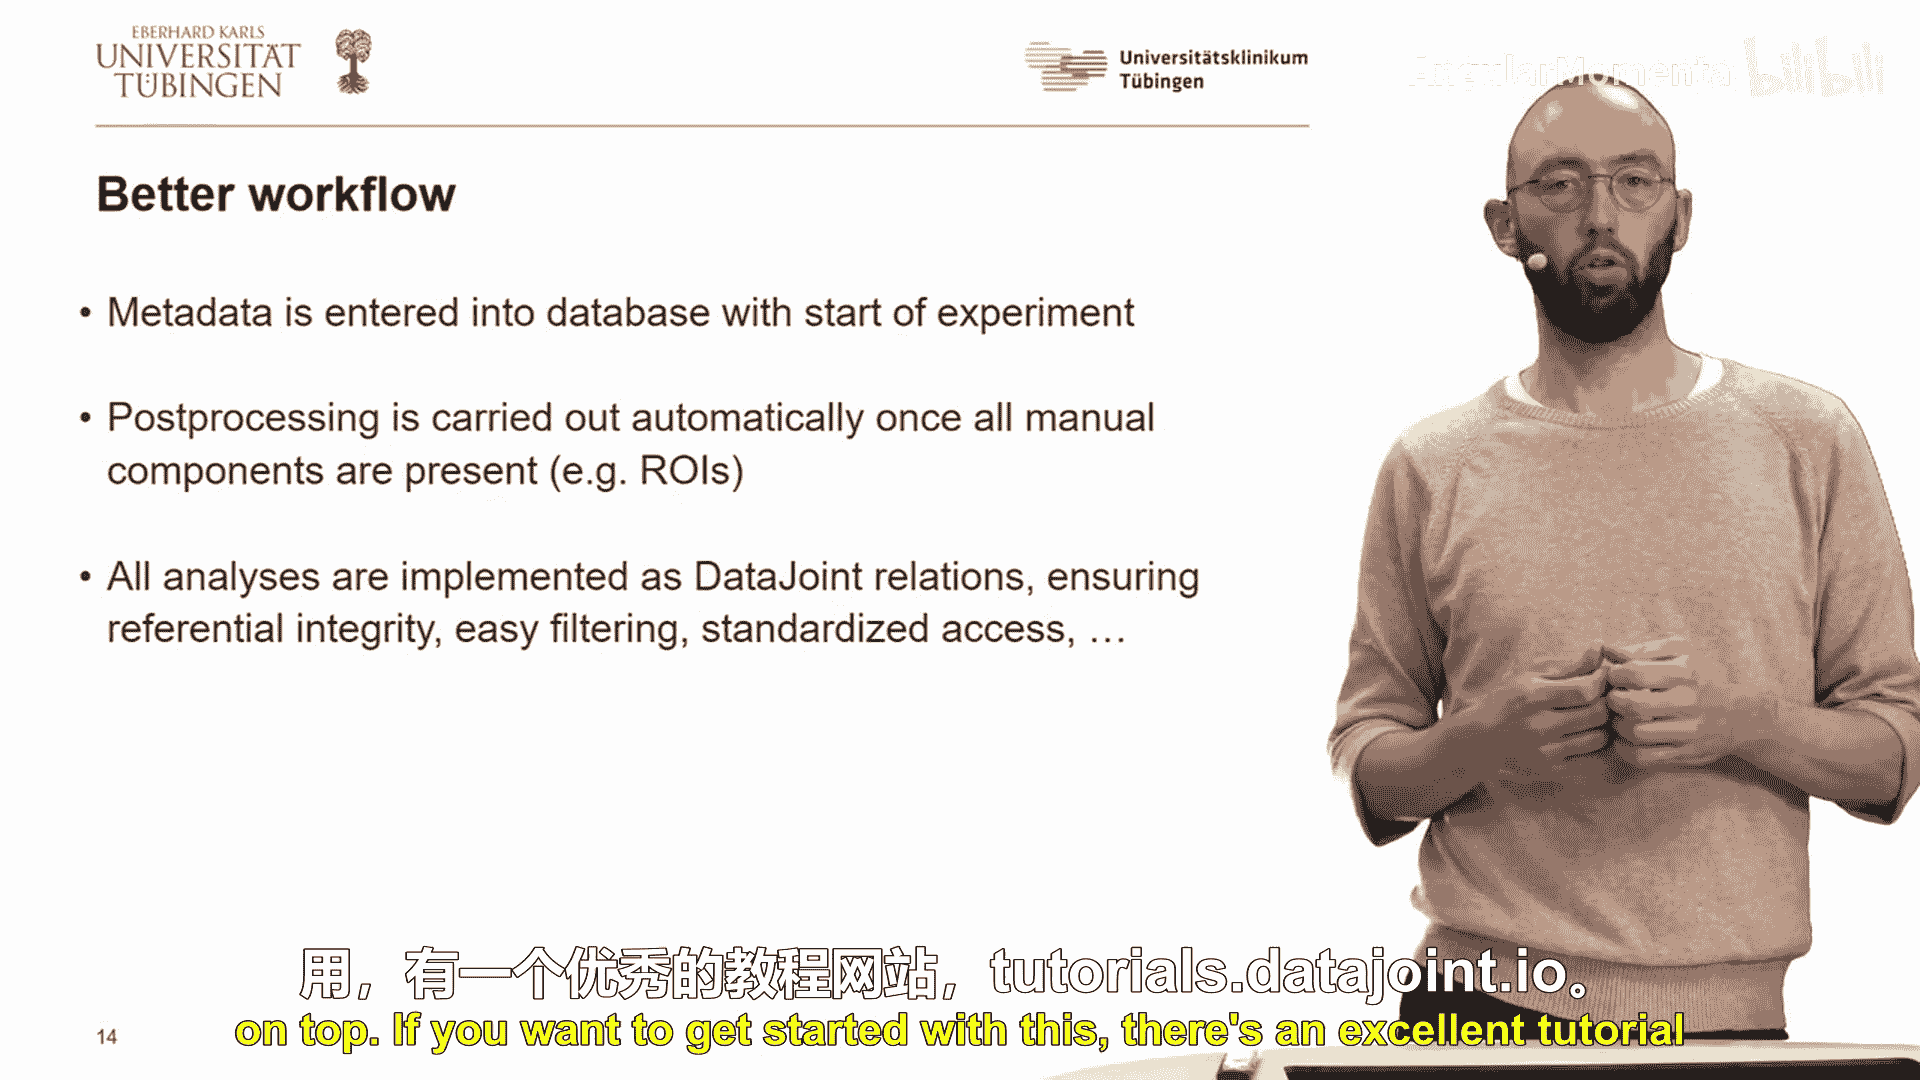 EBERHARD KARLS
UNIVERSITÄT
TÜBINGEN
Universitätsklinikum
Tübingen
AngularMomenta bilibili
Better workflow
• Metadata is entered into database with start of experiment
• Postprocessing is carried out automatically once all manual
components are present (e.g. ROIs)
• All analyses are implemented as DataJoint relations, ensuring
referential integrity, easy filtering, standardized access, …
用，有一个优秀的教程网站，tutorials.datajoint.io。
on top. If you want to get started with this, there's an excellent tutorial
14